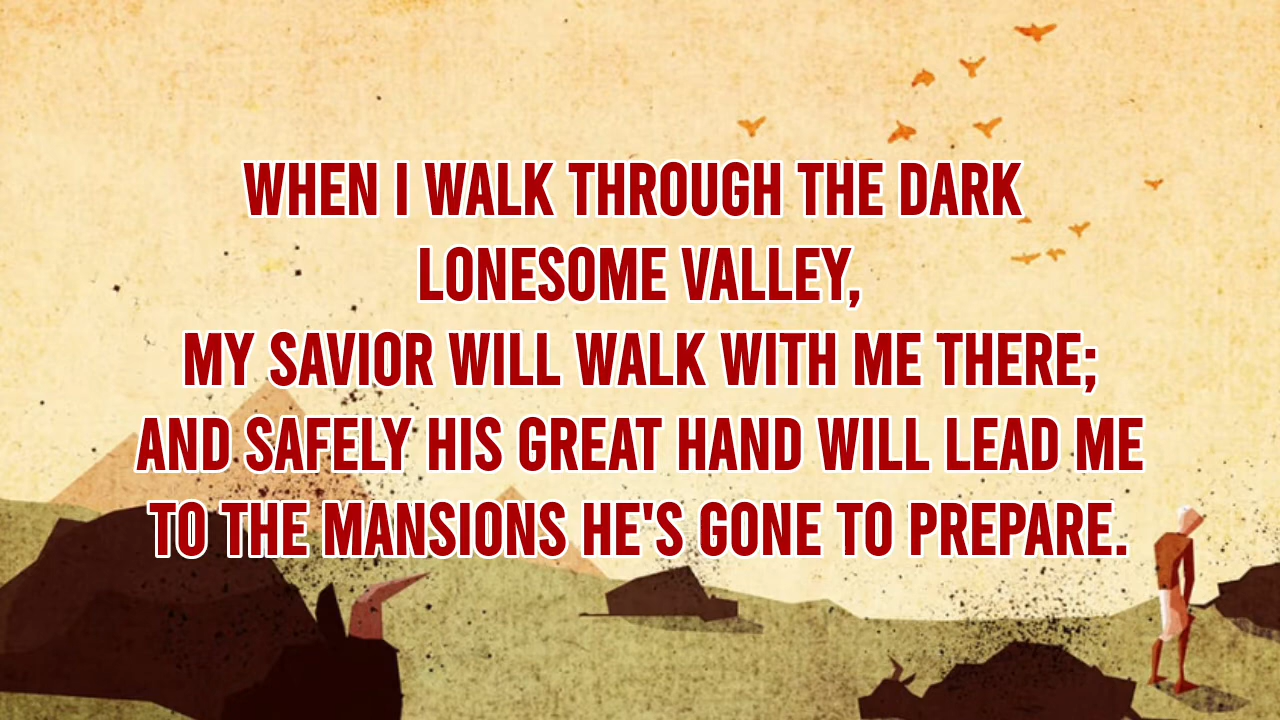 WHEN I WALK THROUGH THE DARK
LONESOME VALLEY,
MY SAVIOR WILL WALK WITH ME THERE;
AND SAFELY HIS GREAT HAND WILL LEAD ME
TO THE MANSIONS HE'S GONE TO PREPARE.